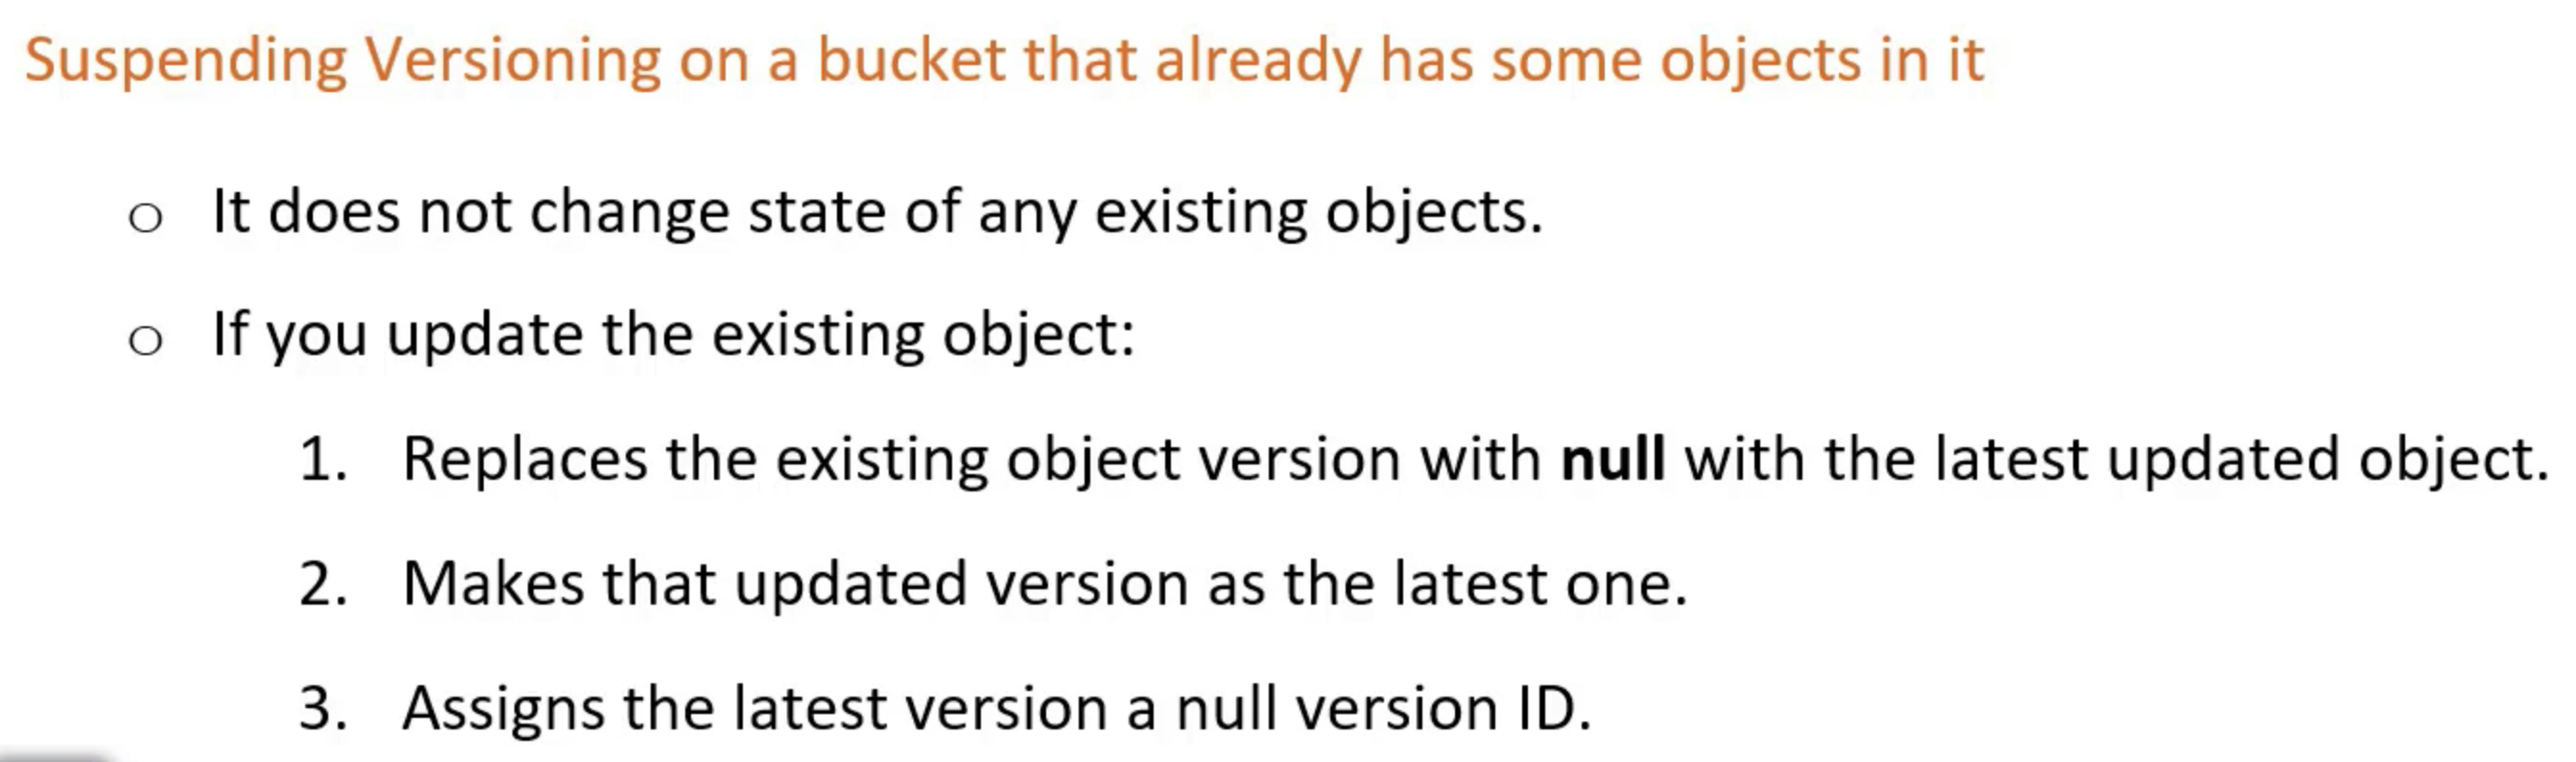 Suspending Versioning on a bucket that already has some objects in it
o It does not change state of any existing objects.
o If you update the existing object:
1. Replaces the existing object version with null with the latest updated object.
2. Makes that updated version as the latest one.
3. Assigns the latest version a null version ID.